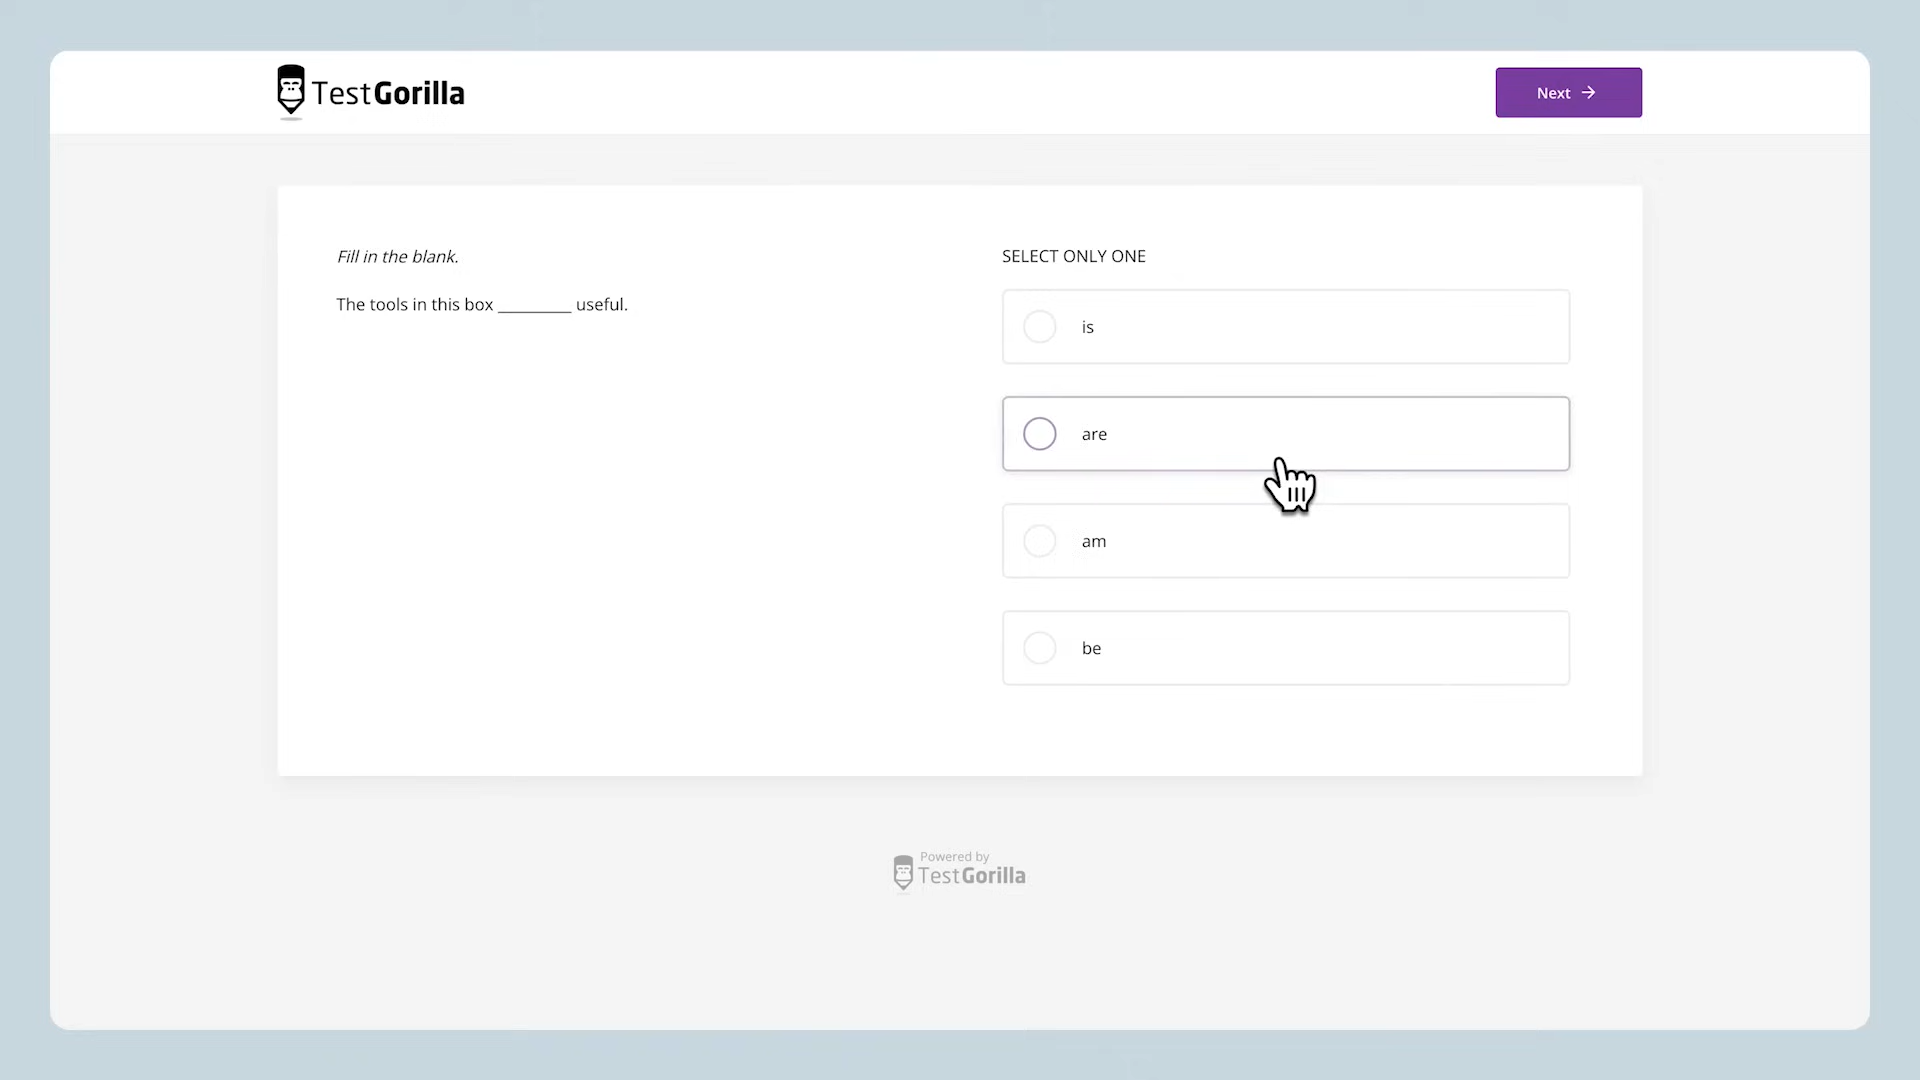 TestGorilla
Next
Fill in the blank.
The tools in this box _________ useful.
SELECT ONLY ONE
is
are
am
be
Powered by
TestGorilla